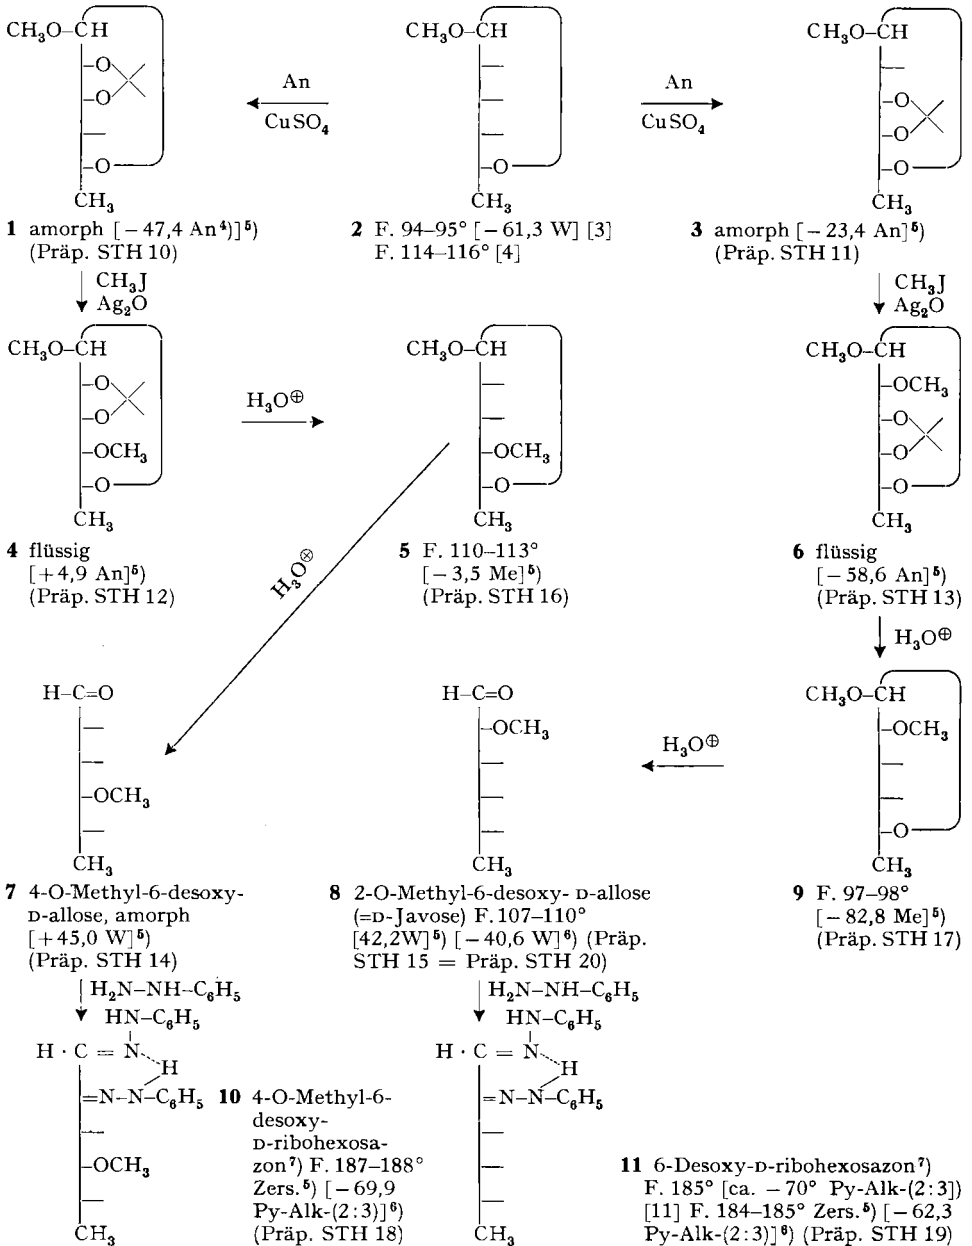 CH₃O–CH
CH₃O–CH
CH₃O–CH
–O
–O
An
CuSO₄
An
CuSO₄
–O
–O
–O
–O
–O
CH₃
CH₃
CH₃
1 amorph [− 47,4 An⁴)]⁵)
(Präp. STH 10)
2 F. 94–95° [− 61,3 W] [3]
F. 114–116° [4]
3 amorph [− 23,4 An]⁵)
(Präp. STH 11)
CH₃J
Ag₂O
CH₃J
Ag₂O
CH₃O–CH
CH₃O–CH
CH₃O–CH
–O
–O
–OCH₃
–O
CH₃
H₃O⊕
–OCH₃
–O
CH₃
–OCH₃
–O
–O
–O
CH₃
4 flüssig
[+4,9 An]⁵)
(Präp. STH 12)
H₃O⊕
5 F. 110–113°
[− 3,5 Me]⁵)
(Präp. STH 16)
6 flüssig
[− 58,6 An]⁵)
(Präp. STH 13)
H₃O⊕
H–C=O
H–C=O
CH₃O–CH
–OCH₃
CH₃
–OCH₃
CH₃
H₃O⊕
–OCH₃
–O
CH₃
7 4-O-Methyl-6-desoxy-
D-allose, amorph
[+45,0 W]⁵)
(Präp. STH 14)
8 2-O-Methyl-6-desoxy- D-allose
(=D-Javose) F. 107–110°
[42,2W]⁵) [− 40,6 W]⁶) (Präp.
STH 15 = Präp. STH 20)
9 F. 97–98°
[− 82,8 Me]⁵)
(Präp. STH 17)
H₂N–NH–C₆H₅
H₂N–NH–C₆H₅
HN–C₆H₅
H · C = N
H
=N–N–C₆H₅
–OCH₃
CH₃
HN–C₆H₅
H · C = N
H
=N–N–C₆H₅
CH₃
10 4-O-Methyl-6-
desoxy-
D-ribohexosa-
zon⁷) F. 187–188°
Zers.⁵) [− 69,9
Py-Alk-(2:3)]⁶)
(Präp. STH 18)
11 6-Desoxy-D-ribohexosazon⁷)
F. 185° [ca. − 70° Py-Alk-(2:3])
[11] F. 184–185° Zers.⁵) [− 62,3
Py-Alk-(2:3)]⁶) (Präp. STH 19)